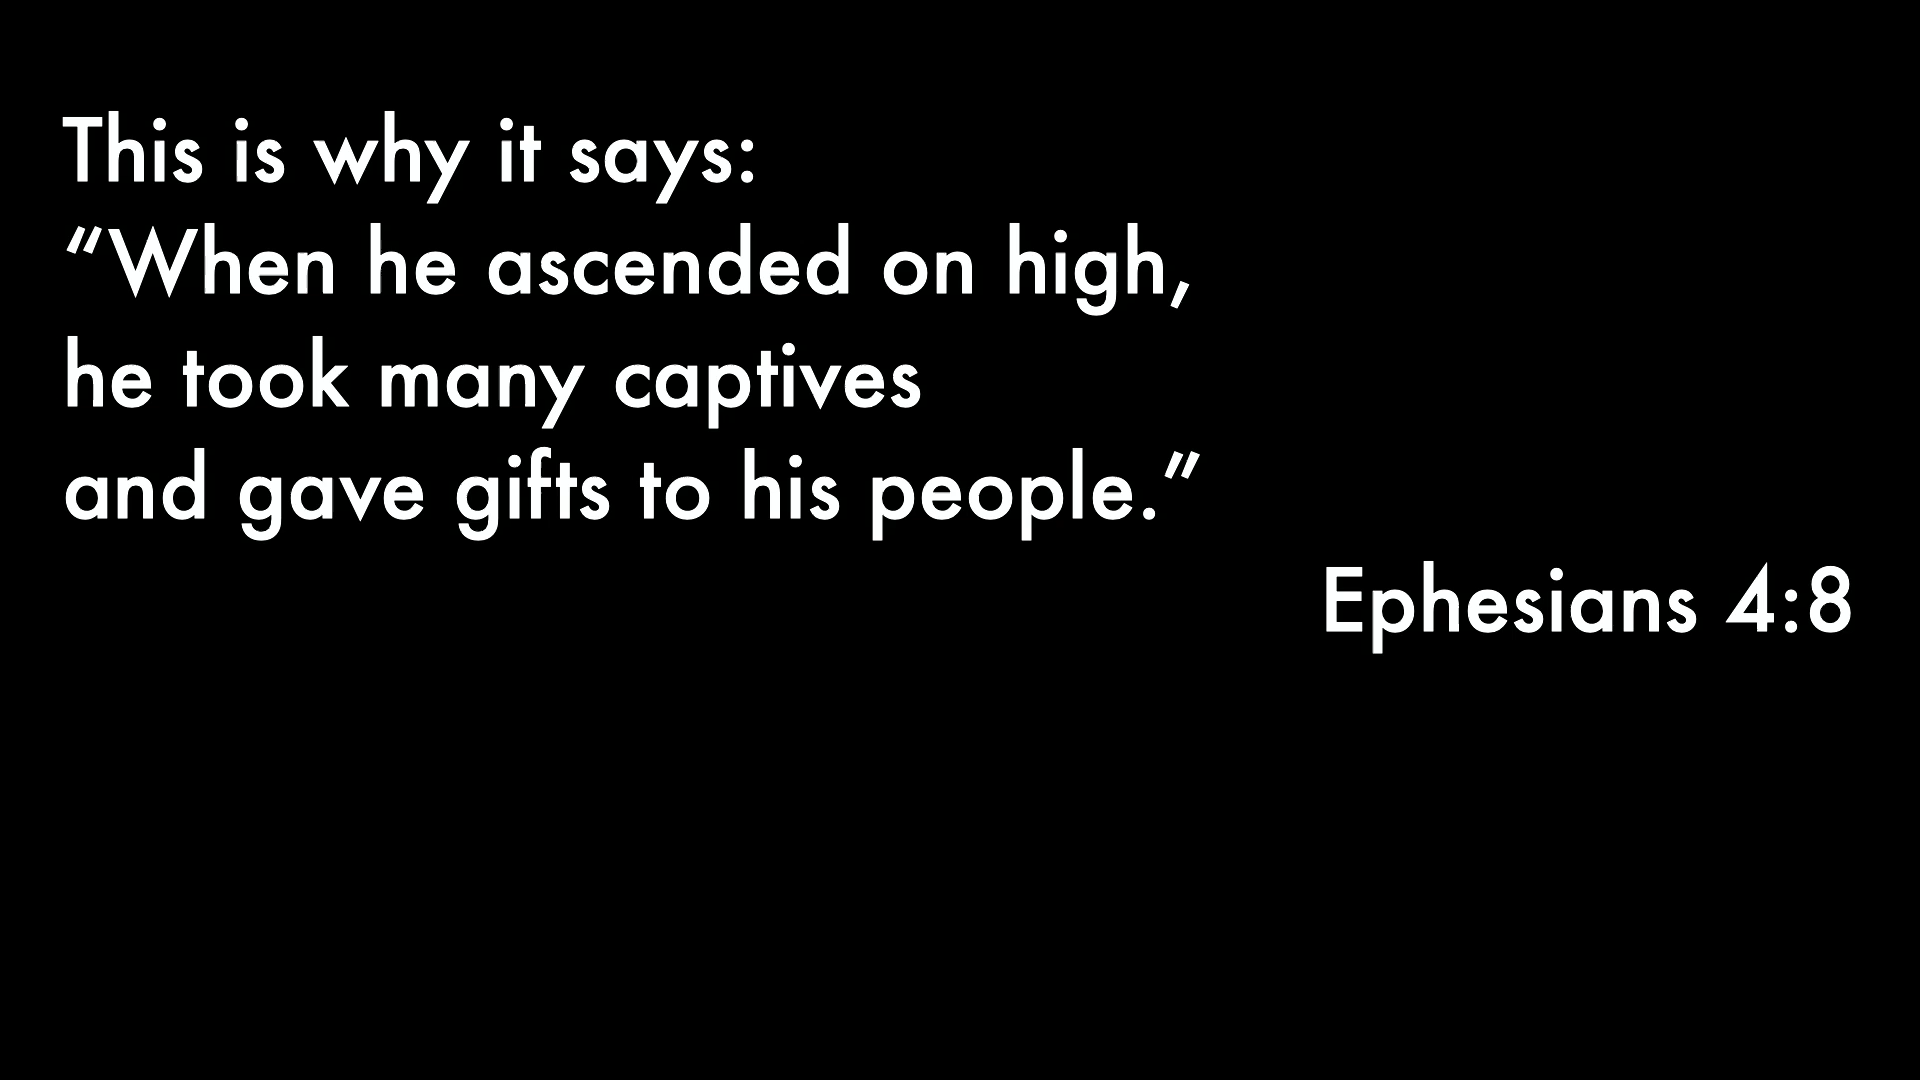 This is why it says:
“When he ascended on high,
he took many captives
and gave gifts to his people.”
Ephesians 4:8